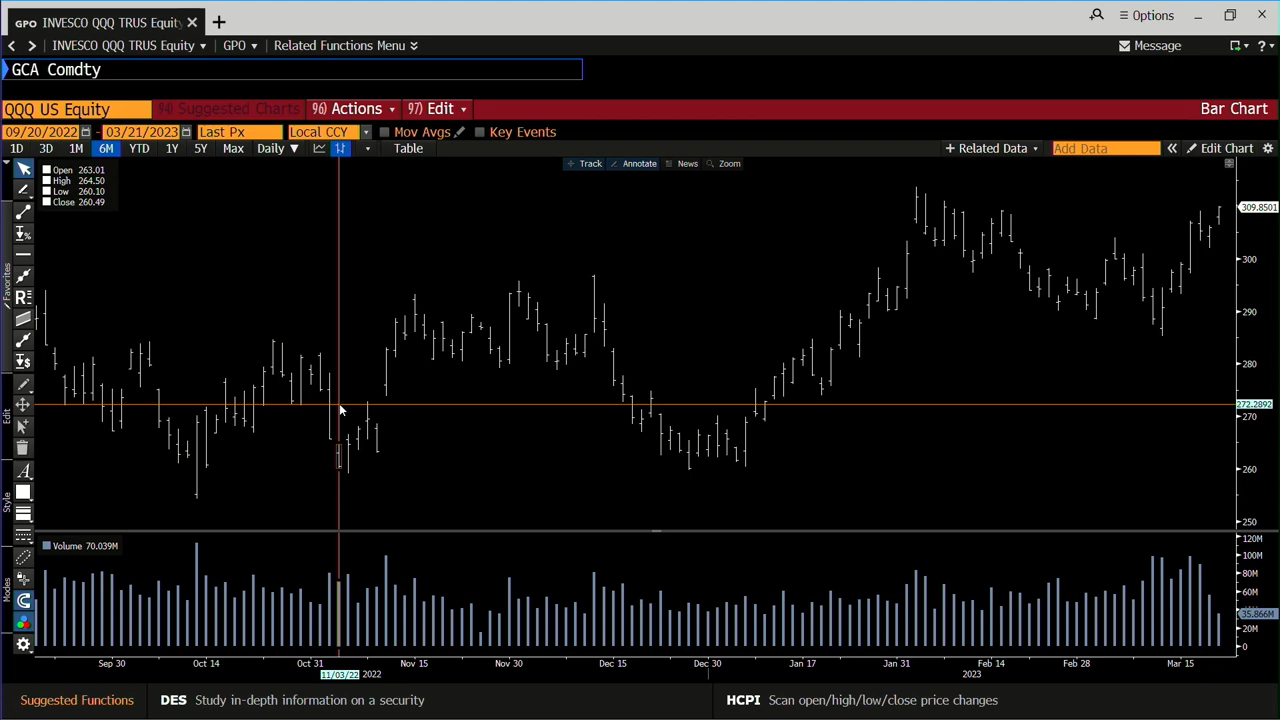 GPO INVESCO QQQ TRUS Equity
Options
INVESCO QQQ TRUS Equity GPO Related Functions Menu
Message ?
GCA Comdty
QQQ US Equity 94) Suggested Charts 96) Actions 97) Edit Bar Chart
09/20/2022 - 03/21/2023 Last Px Local CCY Mov Avgs Key Events
1D 3D 1M 6M YTD 1Y 5Y Max Daily ▼ Table + Related Data Add Data « Edit Chart
Track Annotate News Zoom
Open 263.01
High 264.50
Low 260.10
Close 260.49
309.8501
300
290
280
272.2892
270
260
250
Favorites
Edit
Style
Modes
Volume 70.039M
120M
100M
80M
60M
35.866M
20M
0
Sep 30 Oct 14 Oct 31 Nov 15 Nov 30 Dec 15 Dec 30 Jan 17 Jan 31 Feb 14 Feb 28 Mar 15
11/03/22 2022 2023
Suggested Functions DES Study in-depth information on a security HCPI Scan open/high/low/close price changes